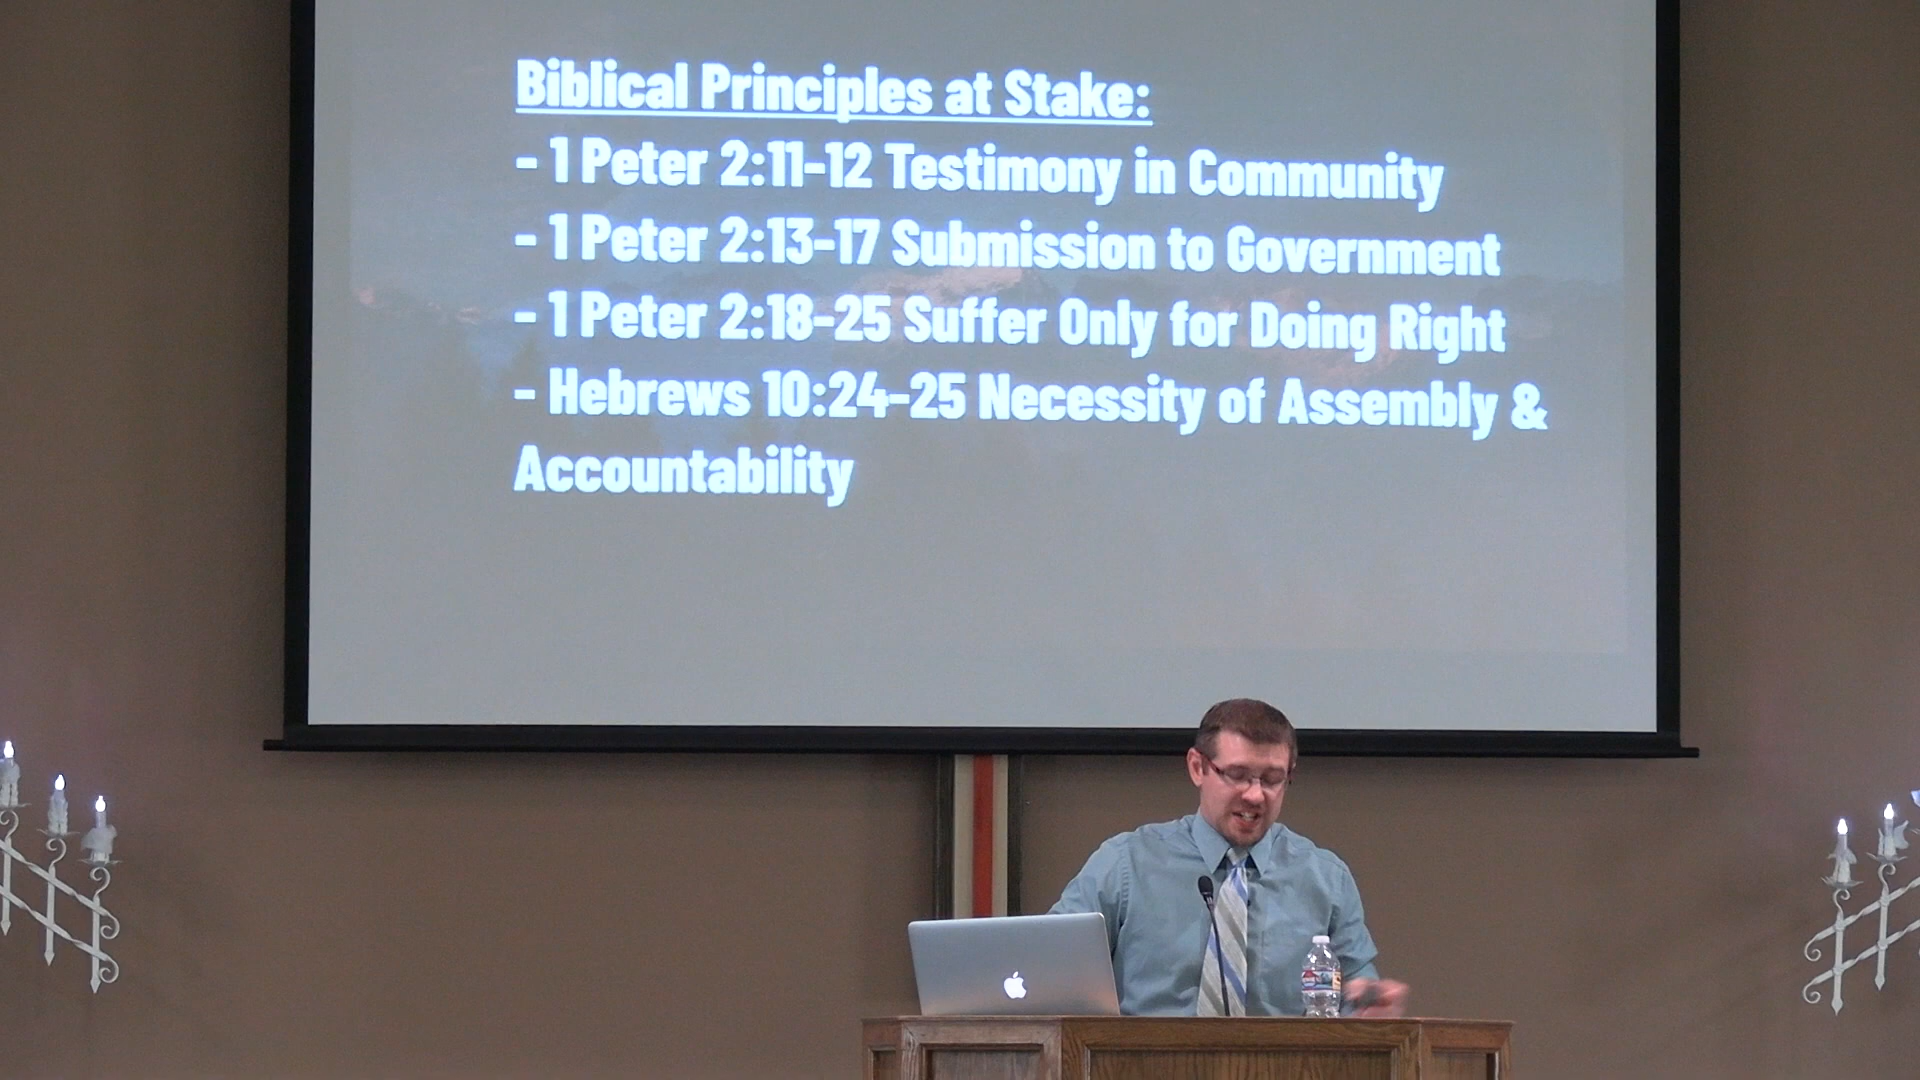 Biblical Principles at Stake:
- 1 Peter 2:11-12 Testimony in Community
- 1 Peter 2:13-17 Submission to Government
- 1 Peter 2:18-25 Suffer Only for Doing Right
- Hebrews 10:24-25 Necessity of Assembly &
Accountability